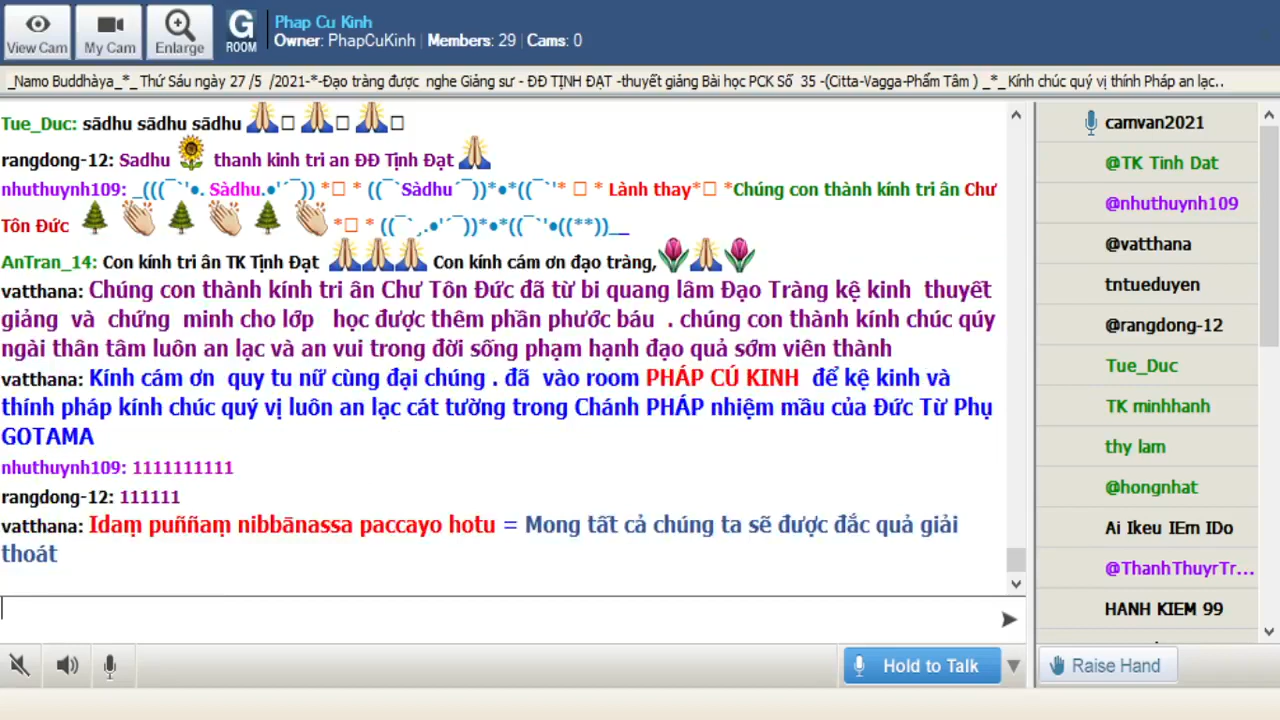 View Cam
My Cam
Enlarge
G ROOM
Phap Cu Kinh
Owner: PhapCuKinh | Members: 29 | Cams: 0
_Namo Buddhàya_*_ Thứ Sáu ngày 27 /5 /2021-*-Đạo tràng được nghe Giảng sư - ĐĐ TỊNH ĐẠT -thuyết giảng Bài học PCK Số 35 -(Citta-Vagga-Phẩm Tâm ) _*_ Kính chúc quý vị thính Pháp an lạc..
Tue_Duc: sādhu sādhu sādhu 🙏□ 🙏□ 🙏□
rangdong-12: Sadhu 🌻 thanh kinh tri an ĐĐ Tịnh Đạt 🙏
nhuthuynh109: _(((¯`'•. Sàdhu.•'´¯)) *□ * ((¯`Sàdhu´¯))*•*((¯`'* □ * Lành thay*□ *Chúng con thành kính tri ân Chư
Tôn Đức 🌲 👏 🌲 👏 🌲 👏 *□ * ((¯`,.•'´¯))*•*((¯`'•((**))__
AnTran_14: Con kính tri ân TK Tịnh Đạt 🙏🙏🙏 Con kính cám ơn đạo tràng,🌷🙏🌷
vatthana: Chúng con thành kính tri ân Chư Tôn Đức đã từ bi quang lâm Đạo Tràng kệ kinh thuyết
giảng và chứng minh cho lớp học được thêm phần phước báu . chúng con thành kính chúc qúy
ngài thân tâm luôn an lạc và an vui trong đời sống phạm hạnh đạo quả sớm viên thành
vatthana: Kính cám ơn quy tu nữ cùng đại chúng . đã vào room PHÁP CÚ KINH để kệ kinh và
thính pháp kính chúc quý vị luôn an lạc cát tường trong Chánh PHÁP nhiệm mầu của Đức Từ Phụ
GOTAMA
nhuthuynh109: 1111111111
rangdong-12: 111111
vatthana: Idaṃ puññaṃ nibbānassa paccayo hotu = Mong tất cả chúng ta sẽ được đắc quả giải
thoát
Hold to Talk
camvan2021
@TK Tinh Dat
@nhuthuynh109
@vatthana
tntueduyen
@rangdong-12
Tue_Duc
TK minhhanh
thy lam
@hongnhat
Ai Ikeu IEm IDo
@ThanhThuyrTr...
HANH KIEM 99
Raise Hand